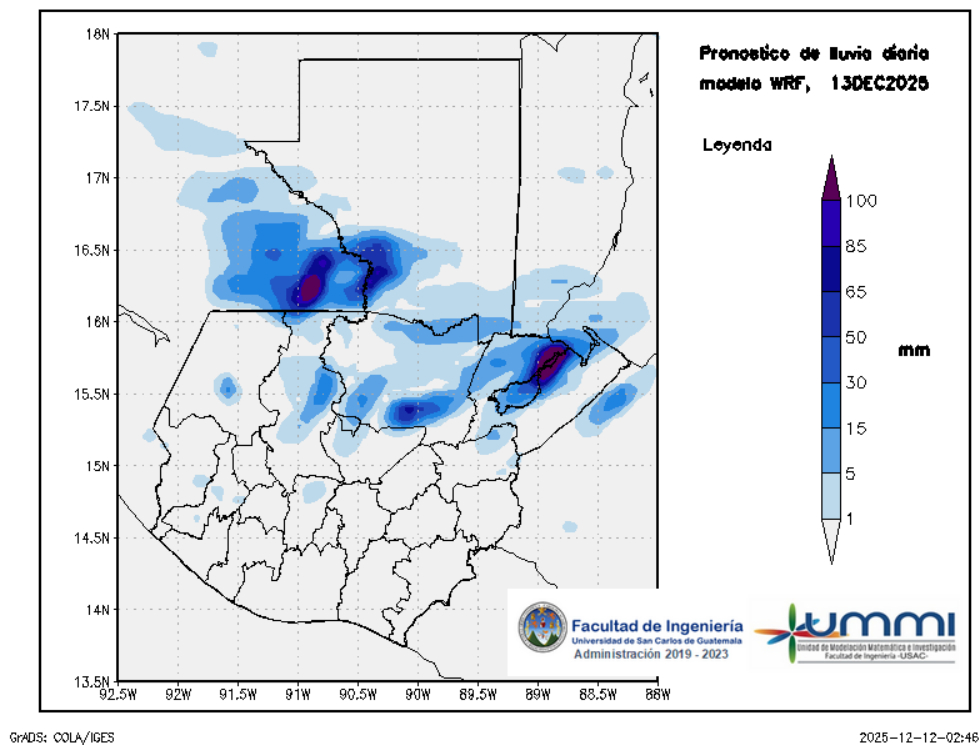 Pronostico de lluvia diaria
modelo WRF, 13DEC2025
Leyenda
100
85
65
50
30
15
5
1
mm
18N
17.5N
17N
16.5N
16N
15.5N
15N
14.5N
14N
13.5N
92.5W
92W
91.5W
91W
90.5W
90W
89.5W
89W
88.5W
88W
Facultad de Ingeniería
Universidad de San Carlos de Guatemala
Administración 2019 - 2023
ummi
Unidad de Modelación Matemática e Investigación
Facultad de Ingeniería -USAC-
GrADS: COLA/IGES
2025-12-12-02:46